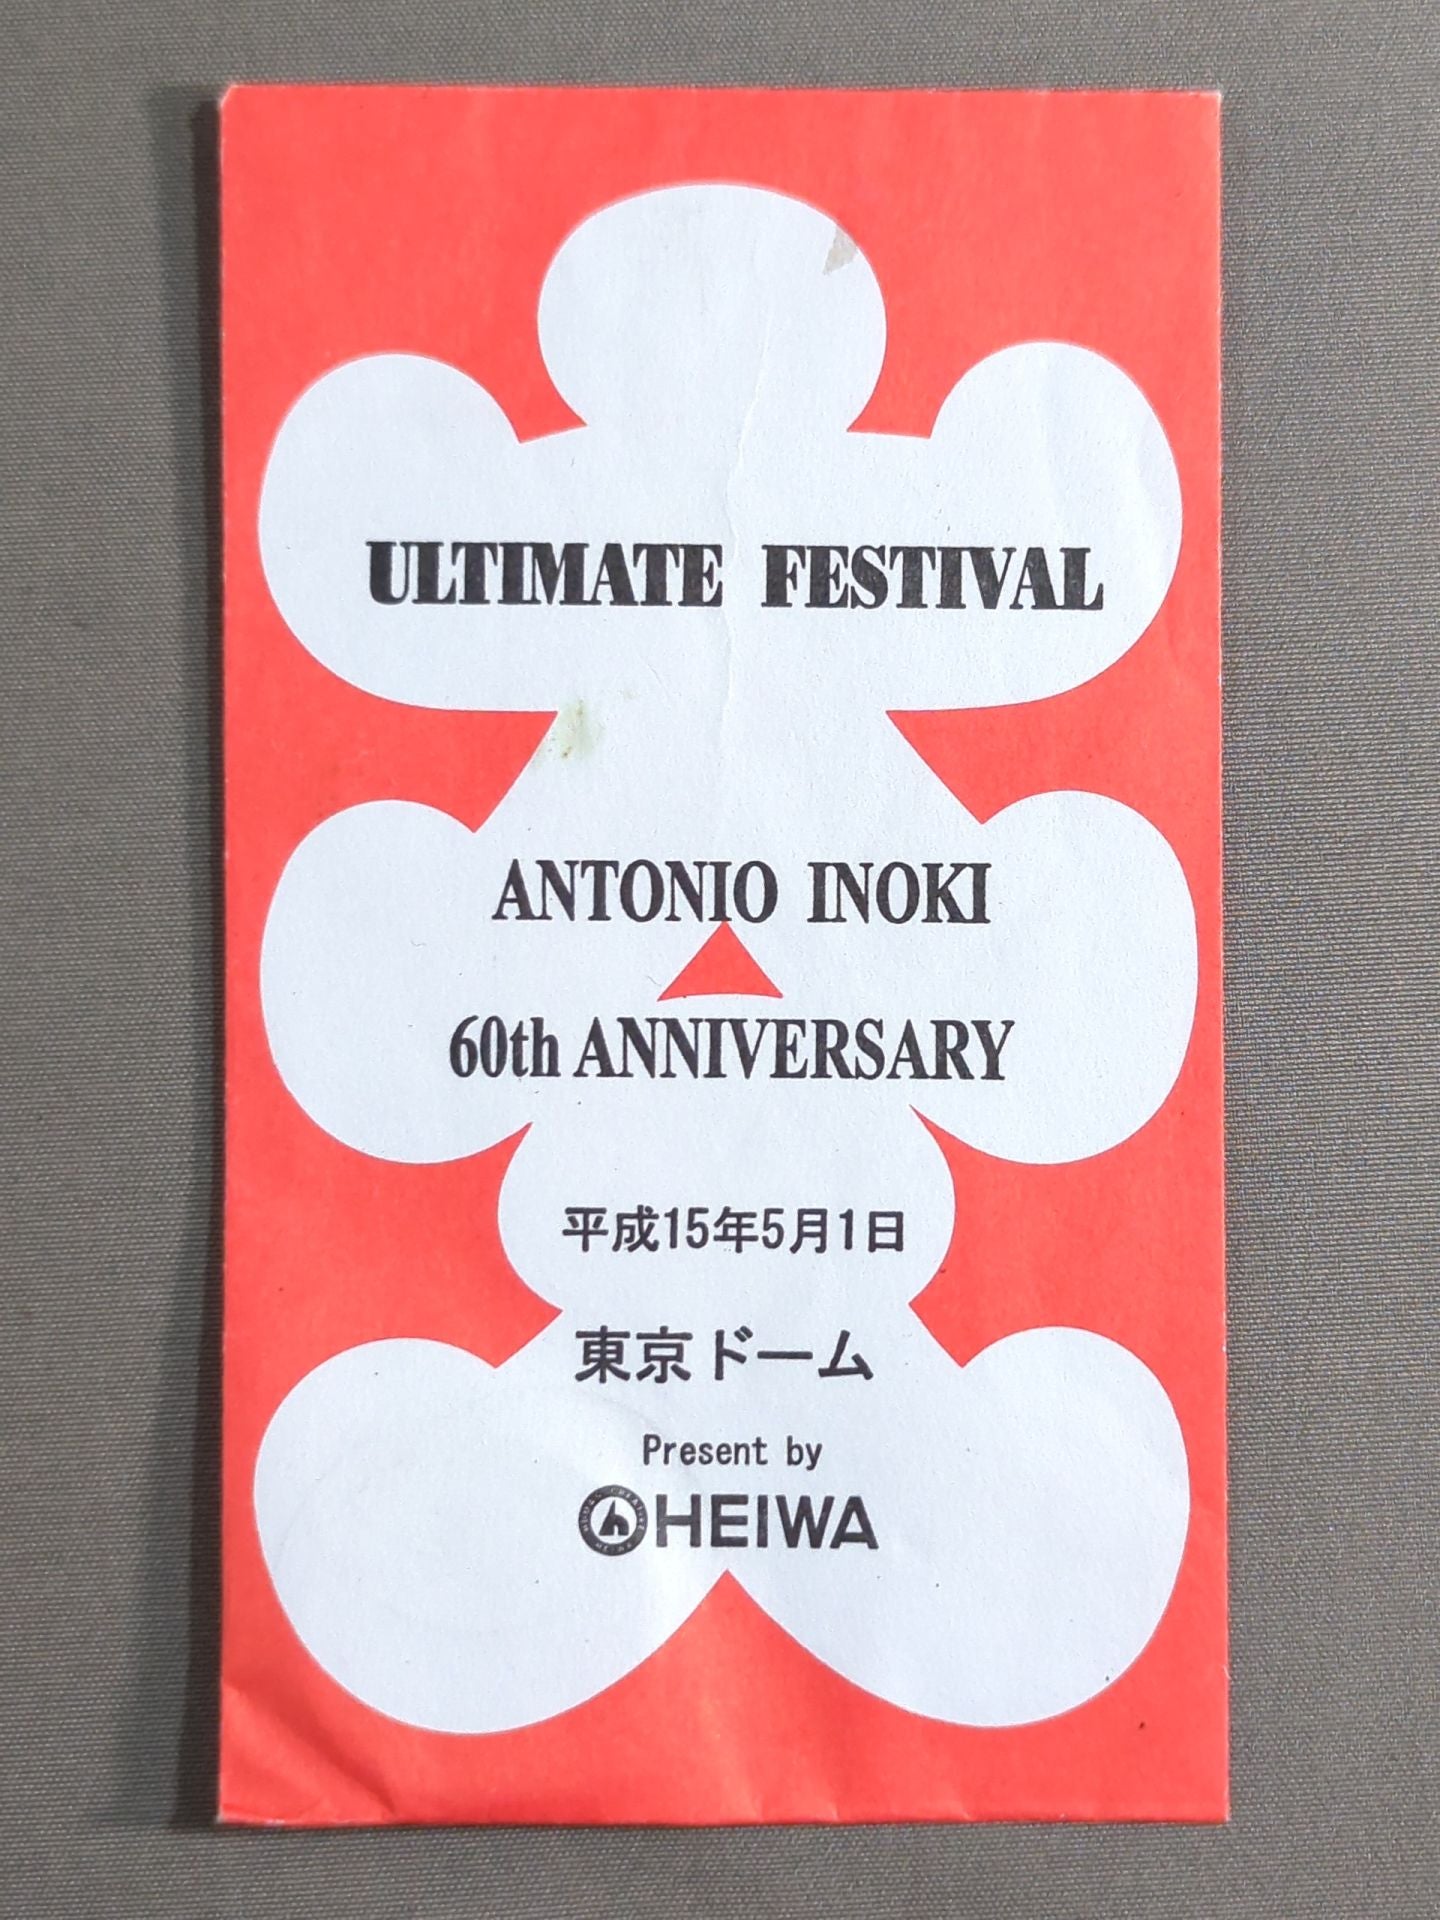 ULTIMATE FESTIVAL
ANTONIO INOKI
60th ANNIVERSARY
平成15年5月1日
東京ドーム
Present by
HEIWA